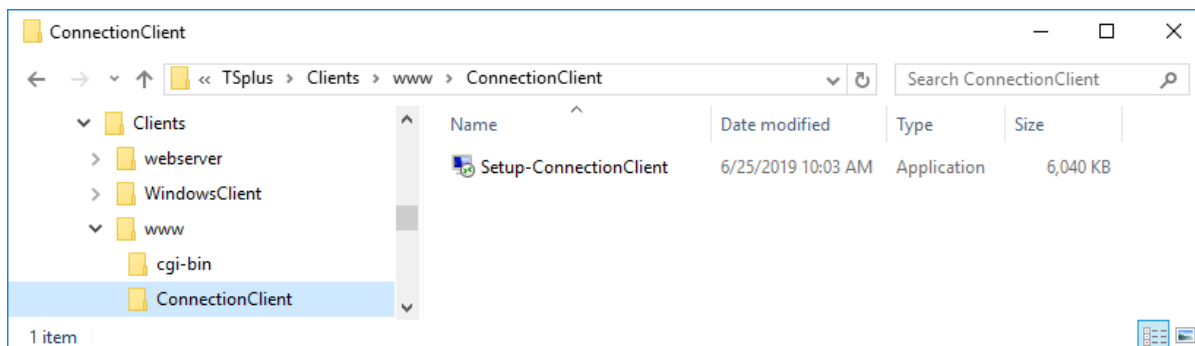 ConnectionClient
« TSplus > Clients > www > ConnectionClient
Search ConnectionClient
Clients
webserver
WindowsClient
www
cgi-bin
ConnectionClient
Name Date modified Type Size
Setup-ConnectionClient 6/25/2019 10:03 AM Application 6,040 KB
1 item